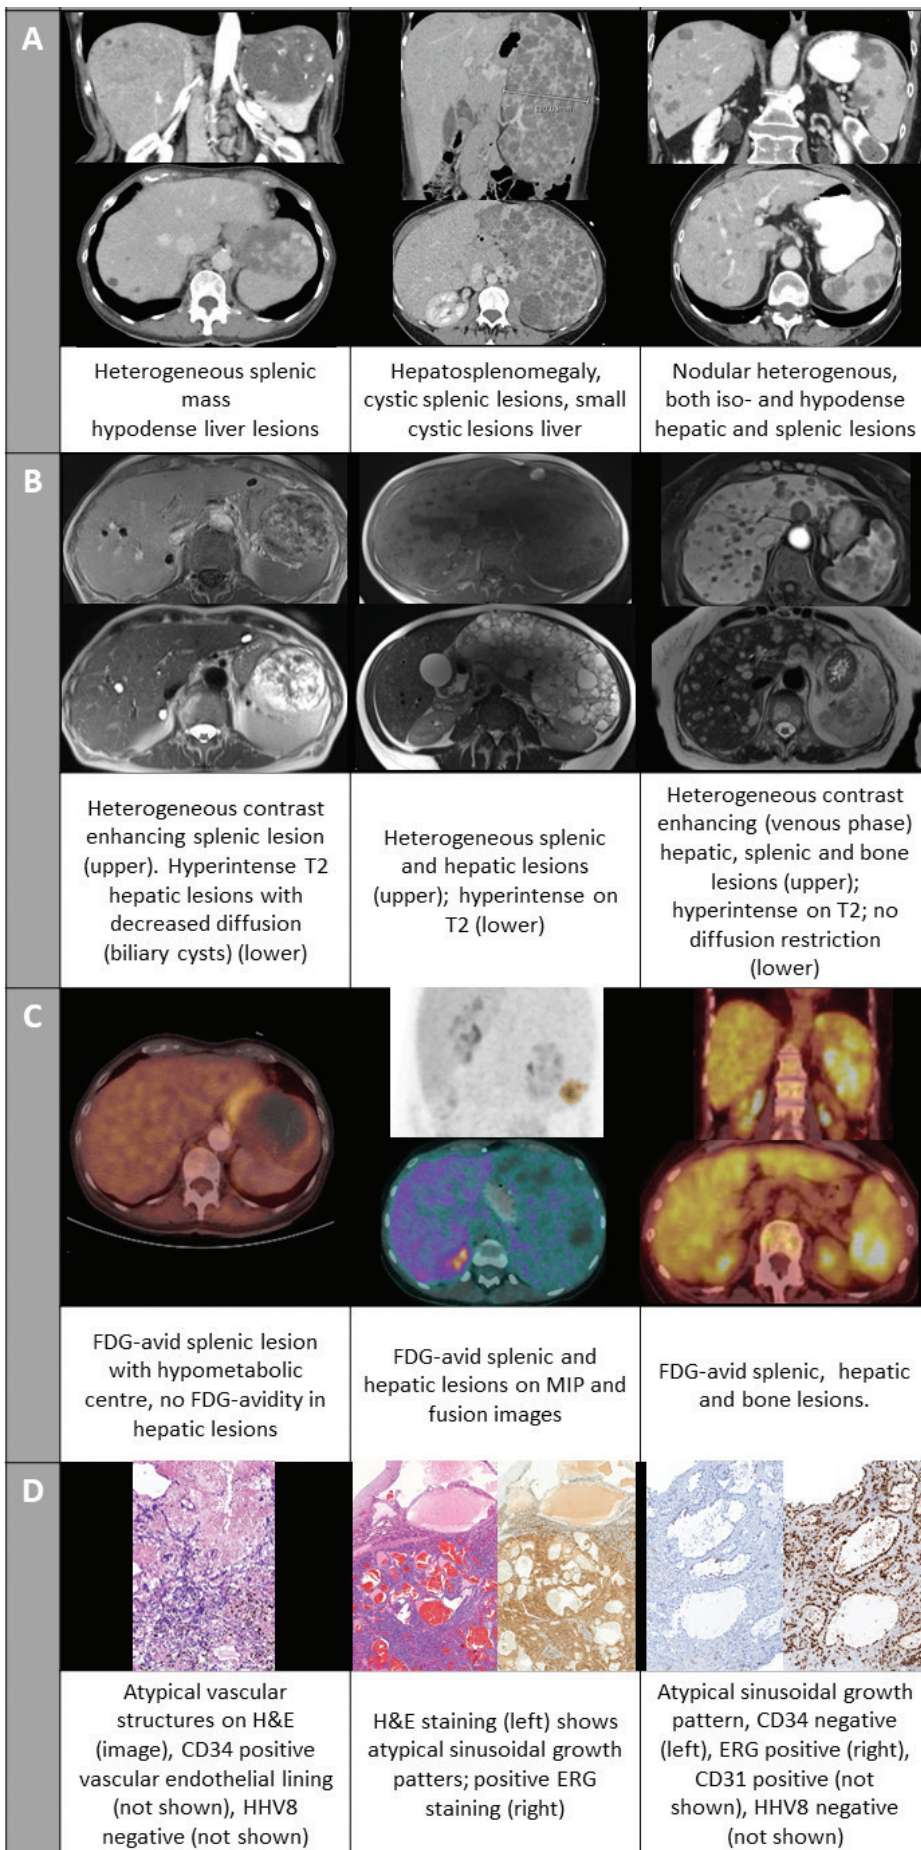 A
Heterogeneous splenic
mass
hypodense liver lesions
Hepatosplenomegaly,
cystic splenic lesions, small
cystic lesions liver
Nodular heterogenous,
both iso- and hypodense
hepatic and splenic lesions
B
Heterogeneous contrast
enhancing splenic lesion
(upper). Hyperintense T2
hepatic lesions with
decreased diffusion
(biliary cysts) (lower)
Heterogeneous splenic
and hepatic lesions
(upper); hyperintense on
T2 (lower)
Heterogeneous contrast
enhancing (venous phase)
hepatic, splenic and bone
lesions (upper);
hyperintense on T2; no
diffusion restriction
(lower)
C
FDG-avid splenic lesion
with hypometabolic
centre, no FDG-avidity in
hepatic lesions
FDG-avid splenic and
hepatic lesions on MIP and
fusion images
FDG-avid splenic, hepatic
and bone lesions.
D
Atypical vascular
structures on H&E
(image), CD34 positive
vascular endothelial lining
(not shown), HHV8
negative (not shown)
H&E staining (left) shows
atypical sinusoidal growth
patters; positive ERG
staining (right)
Atypical sinusoidal growth
pattern, CD34 negative
(left), ERG positive (right),
CD31 positive (not
shown), HHV8 negative
(not shown)